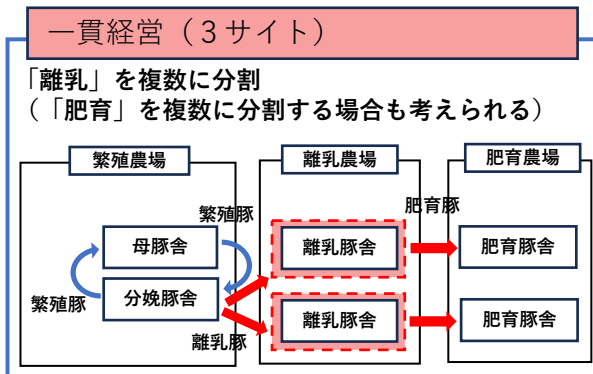 一貫経営（３サイト）
「離乳」を複数に分割
（「肥育」を複数に分割する場合も考えられる）
繁殖農場
離乳農場
肥育農場
繁殖豚
肥育豚
母豚舎
離乳豚舎
肥育豚舎
分娩豚舎
繁殖豚
離乳豚舎
肥育豚舎
離乳豚